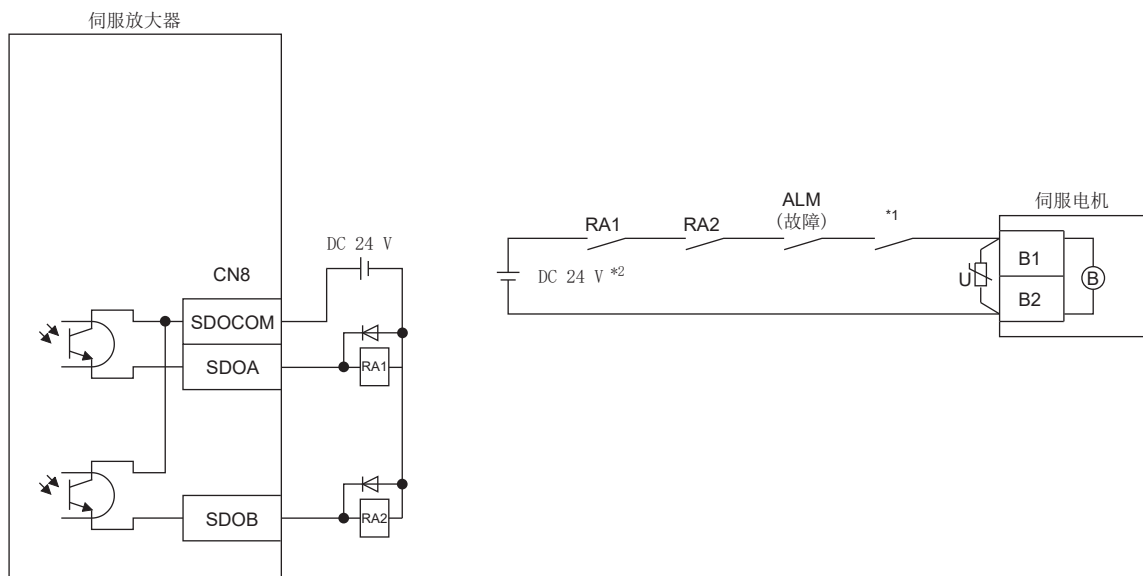 伺服放大器
DC 24 V
CN8
SDOCOM
SDOA
RA1
SDOB
RA2
RA1
RA2
ALM
(故障)
*1
DC 24 V *2
U
伺服电机
B1
B2
B